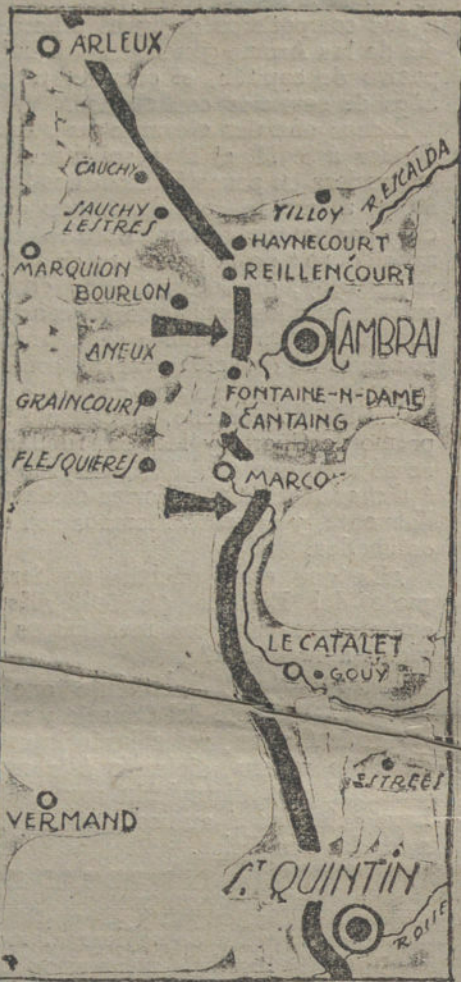 ARLEUX
CAUCHY
SAUCHY
LESTRES
TILLOY
R. ESCALDA
HAYNECOURT
MARQUION
REILLENCOURT
BOURLON
CAMBRAI
ANEUX
FONTAINE-N-DAME
GRAINCOURT
CANTAING
FLESQUIERES
MARCO
LE CATALET
GOUY
ESTREES
VERMAND
S.T QUINTIN
R. OISE